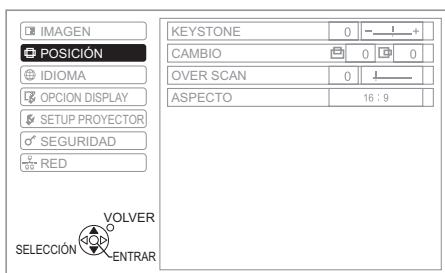 IMAGEN
POSICIÓN
IDIOMA
OPCION DISPLAY
SETUP PROYECTOR
SEGURIDAD
RED
KEYSTONE 0 - +
CAMBIO 0 0
OVER SCAN 0
ASPECTO 16:9
VOLVER
SELECCIÓN
ENTRAR